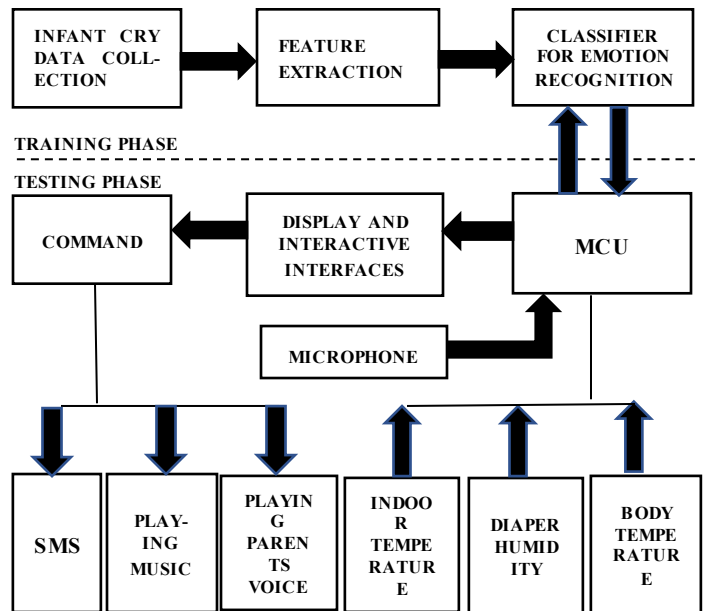 INFANT CRY
DATA COLL-
ECTION
FEATURE
EXTRACTION
CLASSIFIER
FOR EMOTION
RECOGNITION
TRAINING PHASE
TESTING PHASE
COMMAND
DISPLAY AND
INTERACTIVE
INTERFACES
MCU
MICROPHONE
SMS
PLAY-
ING
MUSIC
PLAYIN
G
PAREN
TS
VOICE
INDOO
R
TEMPE
RATUR
E
DIAPER
HUMID
ITY
BODY
TEMPE
RATUR
E